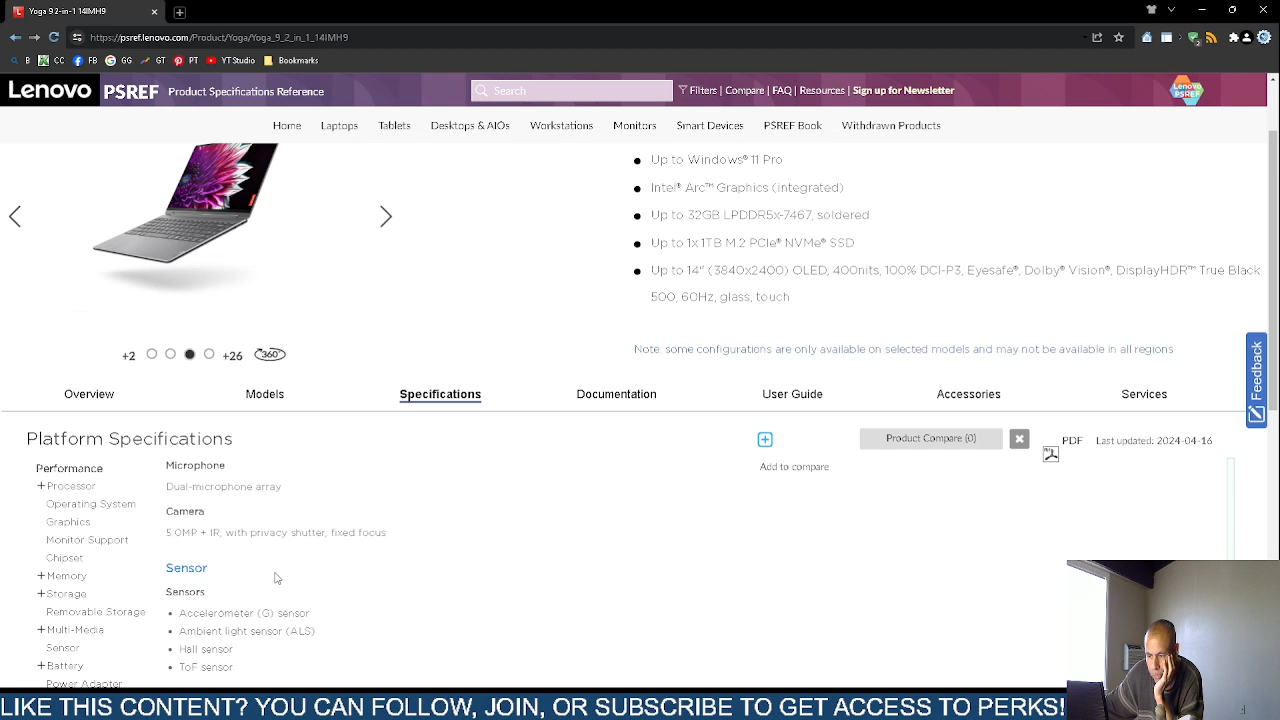 Yoga 9 2-in-1 14IMH9
https://psref.lenovo.com/Product/Yoga/Yoga_9_2_in_1_14IMH9
B CC FB GG GT PT YT Studio Bookmarks
Lenovo PSREF Product Specifications Reference Search Filters | Compare | FAQ | Resources | Sign up for Newsletter
Lenovo PSREF
Home Laptops Tablets Desktops & AIOs Workstations Monitors Smart Devices PSREF Book Withdrawn Products
Up to Windows® 11 Pro
Intel® Arc™ Graphics (integrated)
Up to 32GB LPDDR5x-7467, soldered
Up to 1x 1TB M.2 PCIe® NVMe® SSD
Up to 14" (3840x2400) OLED, 400nits, 100% DCI-P3, Eyesafe®, Dolby® Vision®, DisplayHDR™ True Black
500, 60Hz, glass, touch
Note: some configurations are only available on selected models and may not be available in all regions
+2 +26 360°
Feedback
Overview Models Specifications Documentation User Guide Accessories Services
Platform Specifications
Add to compare
Product Compare (0)
PDF Last updated: 2024-04-16
Performance
+Processor
Operating System
Graphics
Monitor Support
Chipset
+Memory
+Storage
Removable Storage
+Multi-Media
Sensor
+Battery
Power Adapter
Microphone
Dual-microphone array
Camera
5.0MP + IR, with privacy shutter, fixed focus
Sensor
Sensors
• Accelerometer (G) sensor
• Ambient light sensor (ALS)
• Hall sensor
• ToF sensor
LIKE THIS CONTENT? YOU CAN FOLLOW, JOIN, OR SUBSCRIBE TO GET ACCESS TO PERKS!